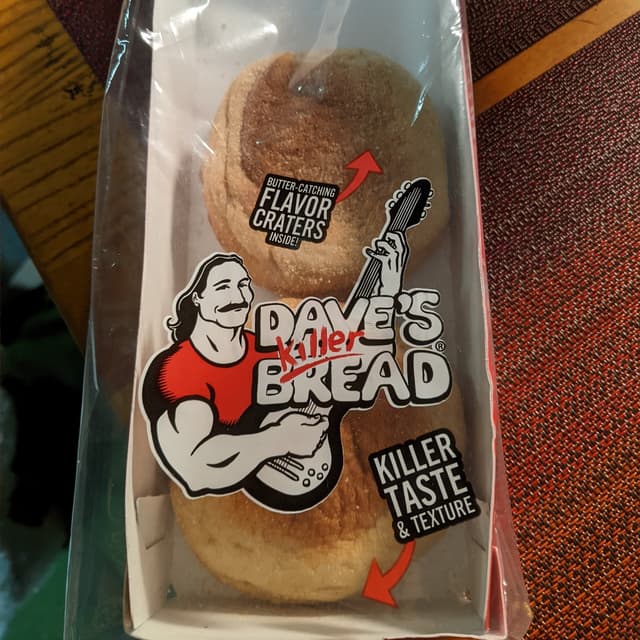 BUTTER-CATCHING
FLAVOR
CRATERS
INSIDE!
DAVE'S
killer
BREAD®
KILLER
TASTE
& TEXTURE